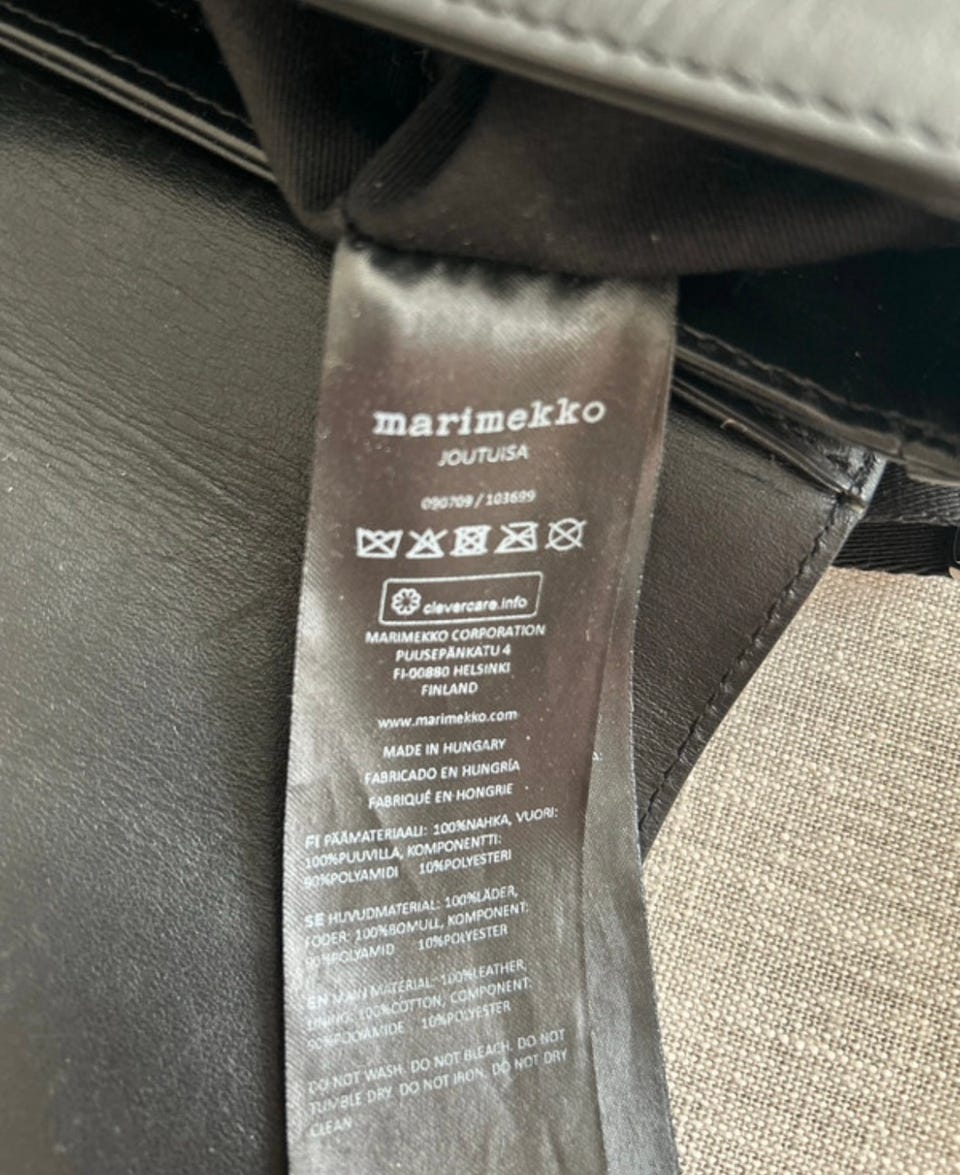 marimekko
JOUTUISA
090709 / 103699
clevercare.info
MARIMEKKO CORPORATION
PUUSEPÄNKATU 4
FI-00880 HELSINKI
FINLAND
www.marimekko.com
MADE IN HUNGARY
FABRICADO EN HUNGRÍA
FABRIQUÉ EN HONGRIE
FI PÄÄMATERIAALI: 100%NAHKA, VUORI:
100%PUUVILLA, KOMPONENTTI:
90%POLYAMIDI 10%POLYESTERI
SE HUVUDMATERIAL: 100%LÄDER,
FODER: 100%BOMULL, KOMPONENT:
90%POLYAMID 10%POLYESTER
EN MAIN MATERIAL: 100%LEATHER,
LINING: 100%COTTON, COMPONENT:
90%POLYAMIDE 10%POLYESTER
DO NOT WASH. DO NOT BLEACH. DO NOT
TUMBLE DRY. DO NOT IRON. DO NOT DRY
CLEAN